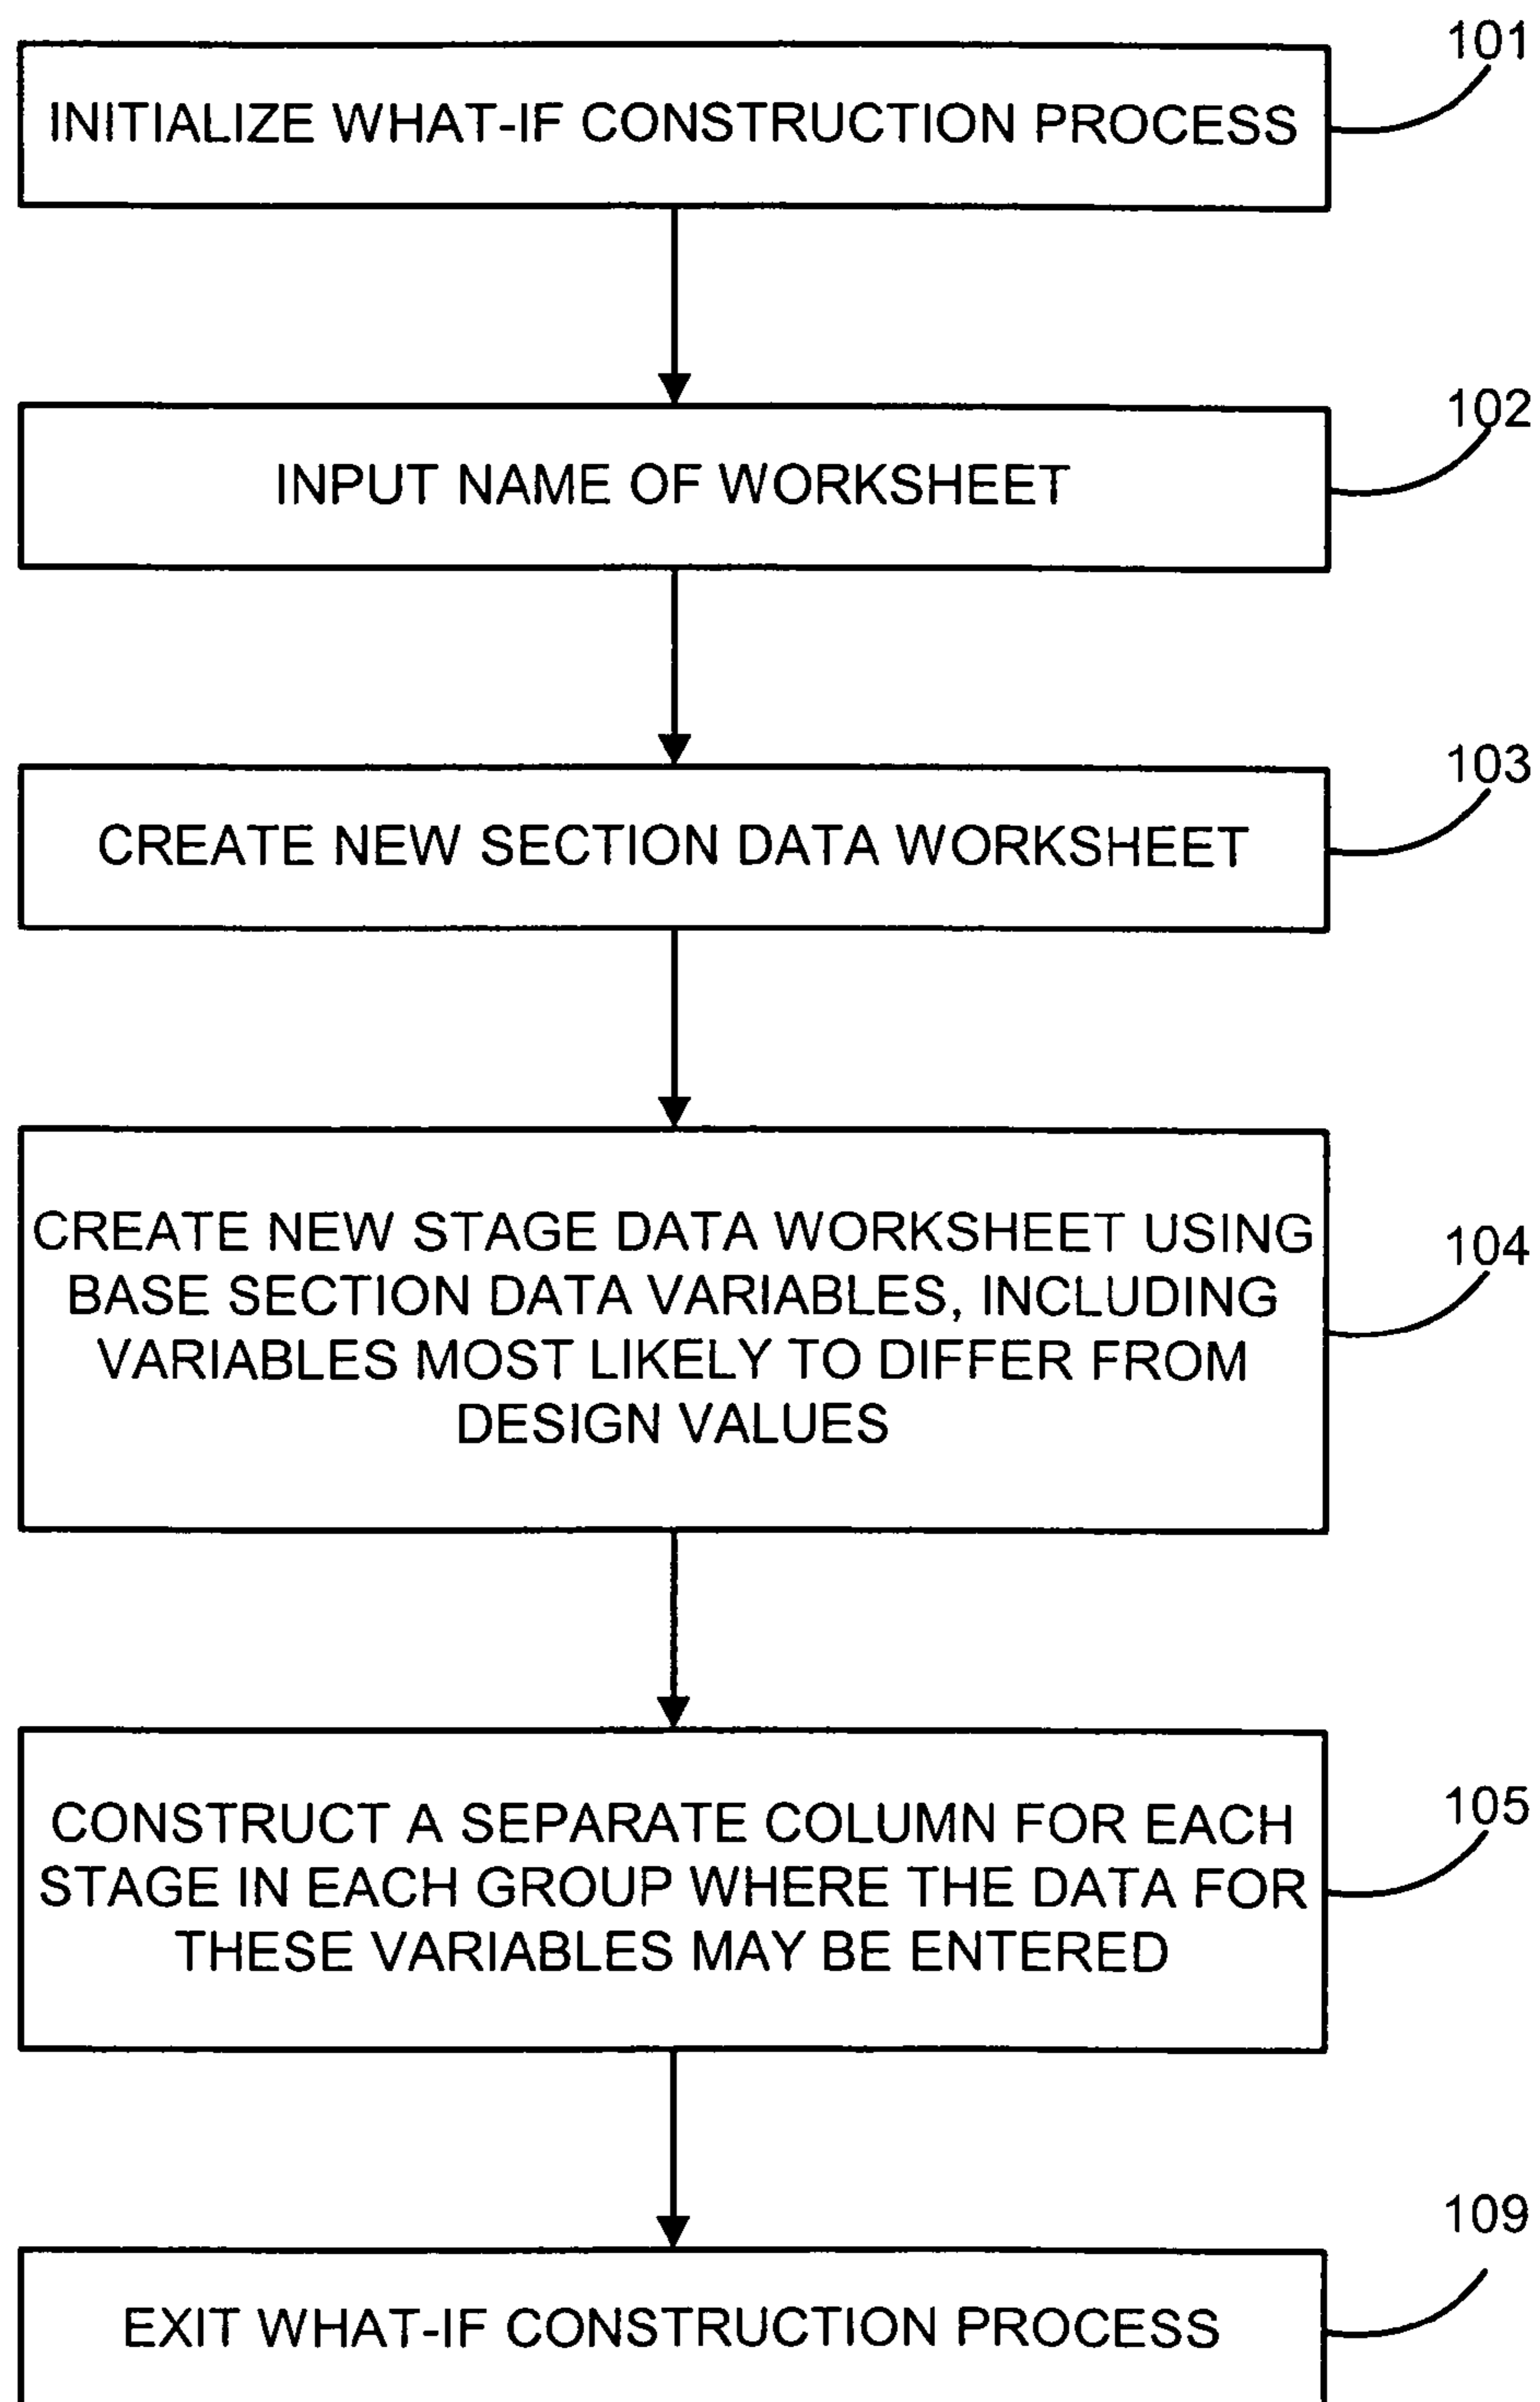 101
INITIALIZE WHAT-IF CONSTRUCTION PROCESS
102
INPUT NAME OF WORKSHEET
103
CREATE NEW SECTION DATA WORKSHEET
104
CREATE NEW STAGE DATA WORKSHEET USING
BASE SECTION DATA VARIABLES, INCLUDING
VARIABLES MOST LIKELY TO DIFFER FROM
DESIGN VALUES
105
CONSTRUCT A SEPARATE COLUMN FOR EACH
STAGE IN EACH GROUP WHERE THE DATA FOR
THESE VARIABLES MAY BE ENTERED
109
EXIT WHAT-IF CONSTRUCTION PROCESS